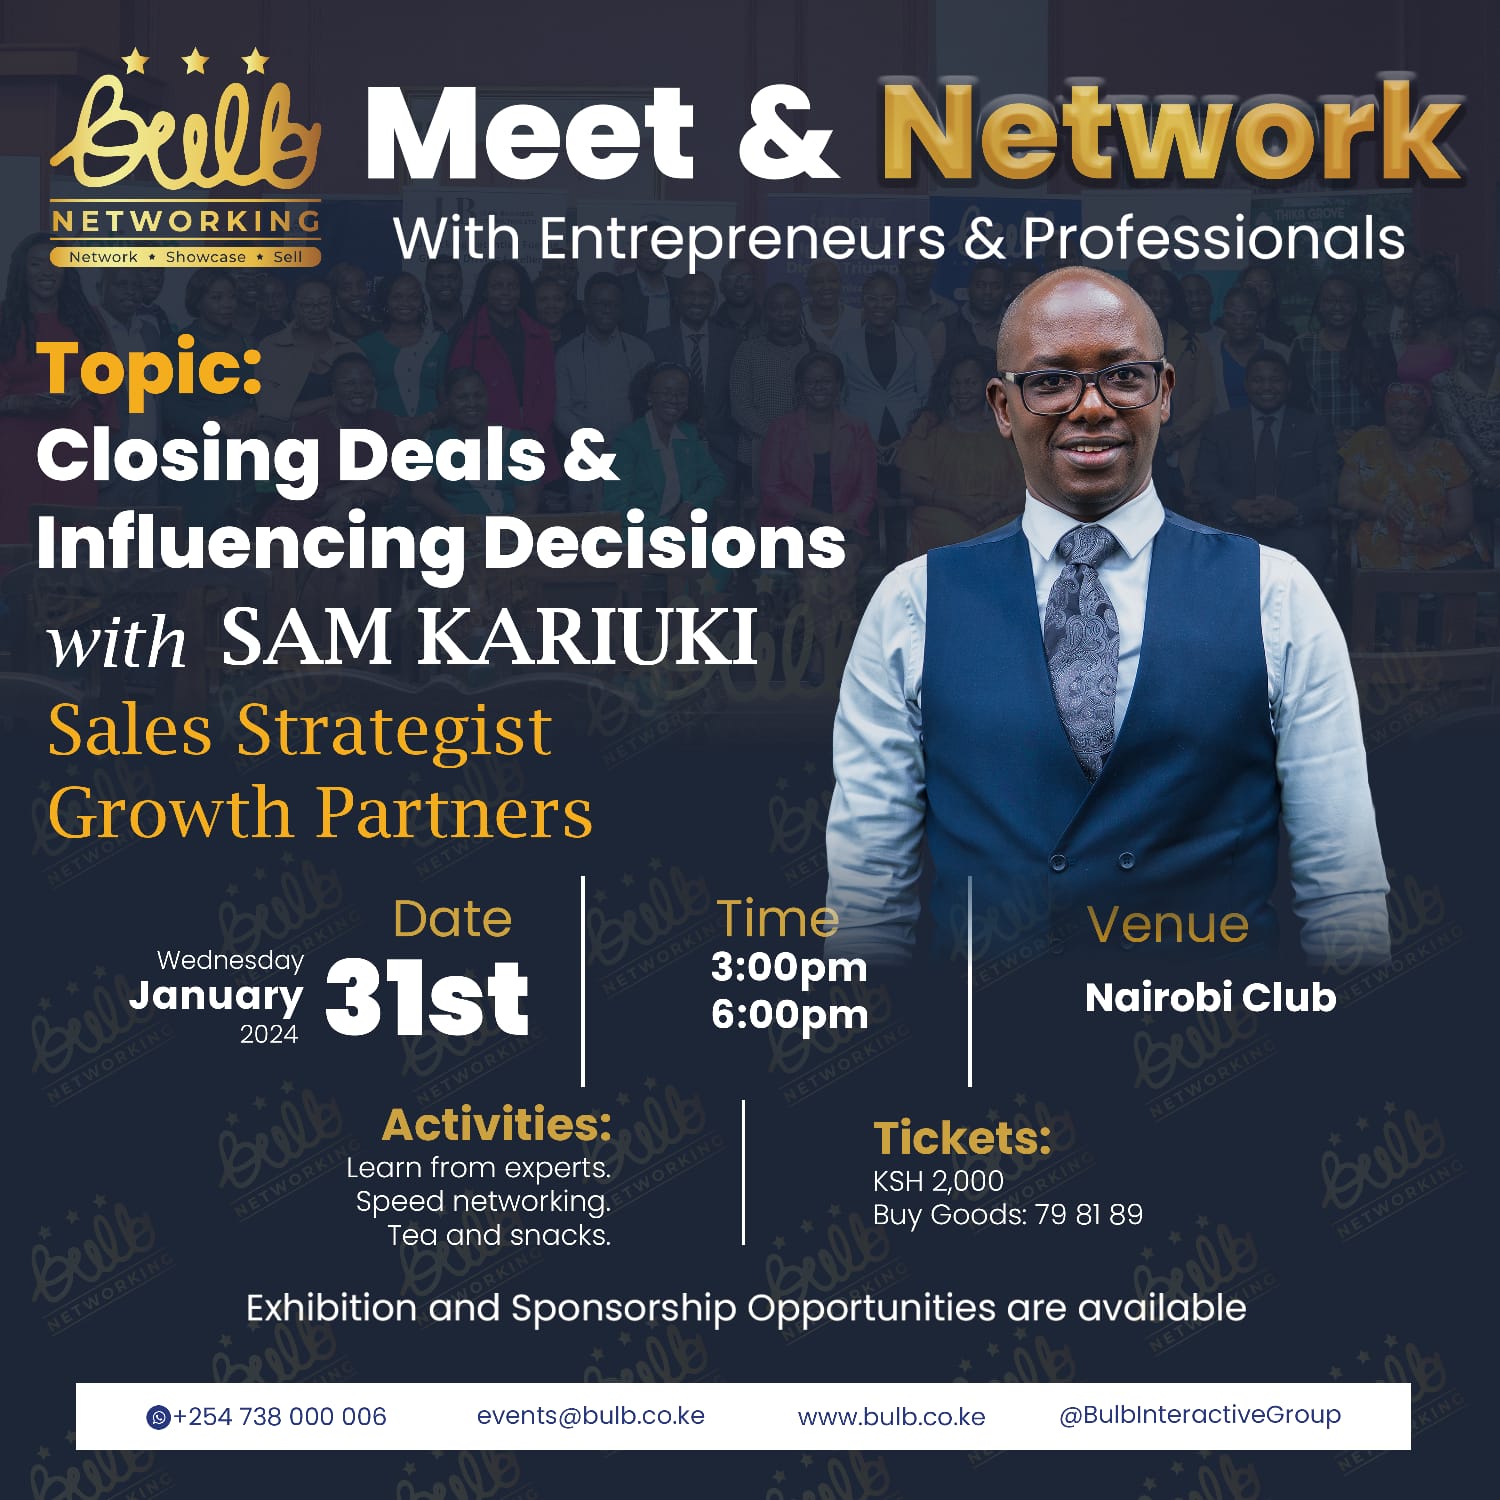 bulb
NETWORKING
Network ★ Showcase ★ Sell
Meet & Network
With Entrepreneurs & Professionals
THIKA GROVE
Topic:
Closing Deals &
Influencing Decisions
with SAM KARIUKI
Sales Strategist
Growth Partners
Date
Wednesday
January 31st
2024
Time
3:00pm
6:00pm
Venue
Nairobi Club
Activities:
Learn from experts.
Speed networking.
Tea and snacks.
Tickets:
KSH 2,000
Buy Goods: 79 81 89
Exhibition and Sponsorship Opportunities are available
+254 738 000 006
events@bulb.co.ke
www.bulb.co.ke
@BulbInteractiveGroup